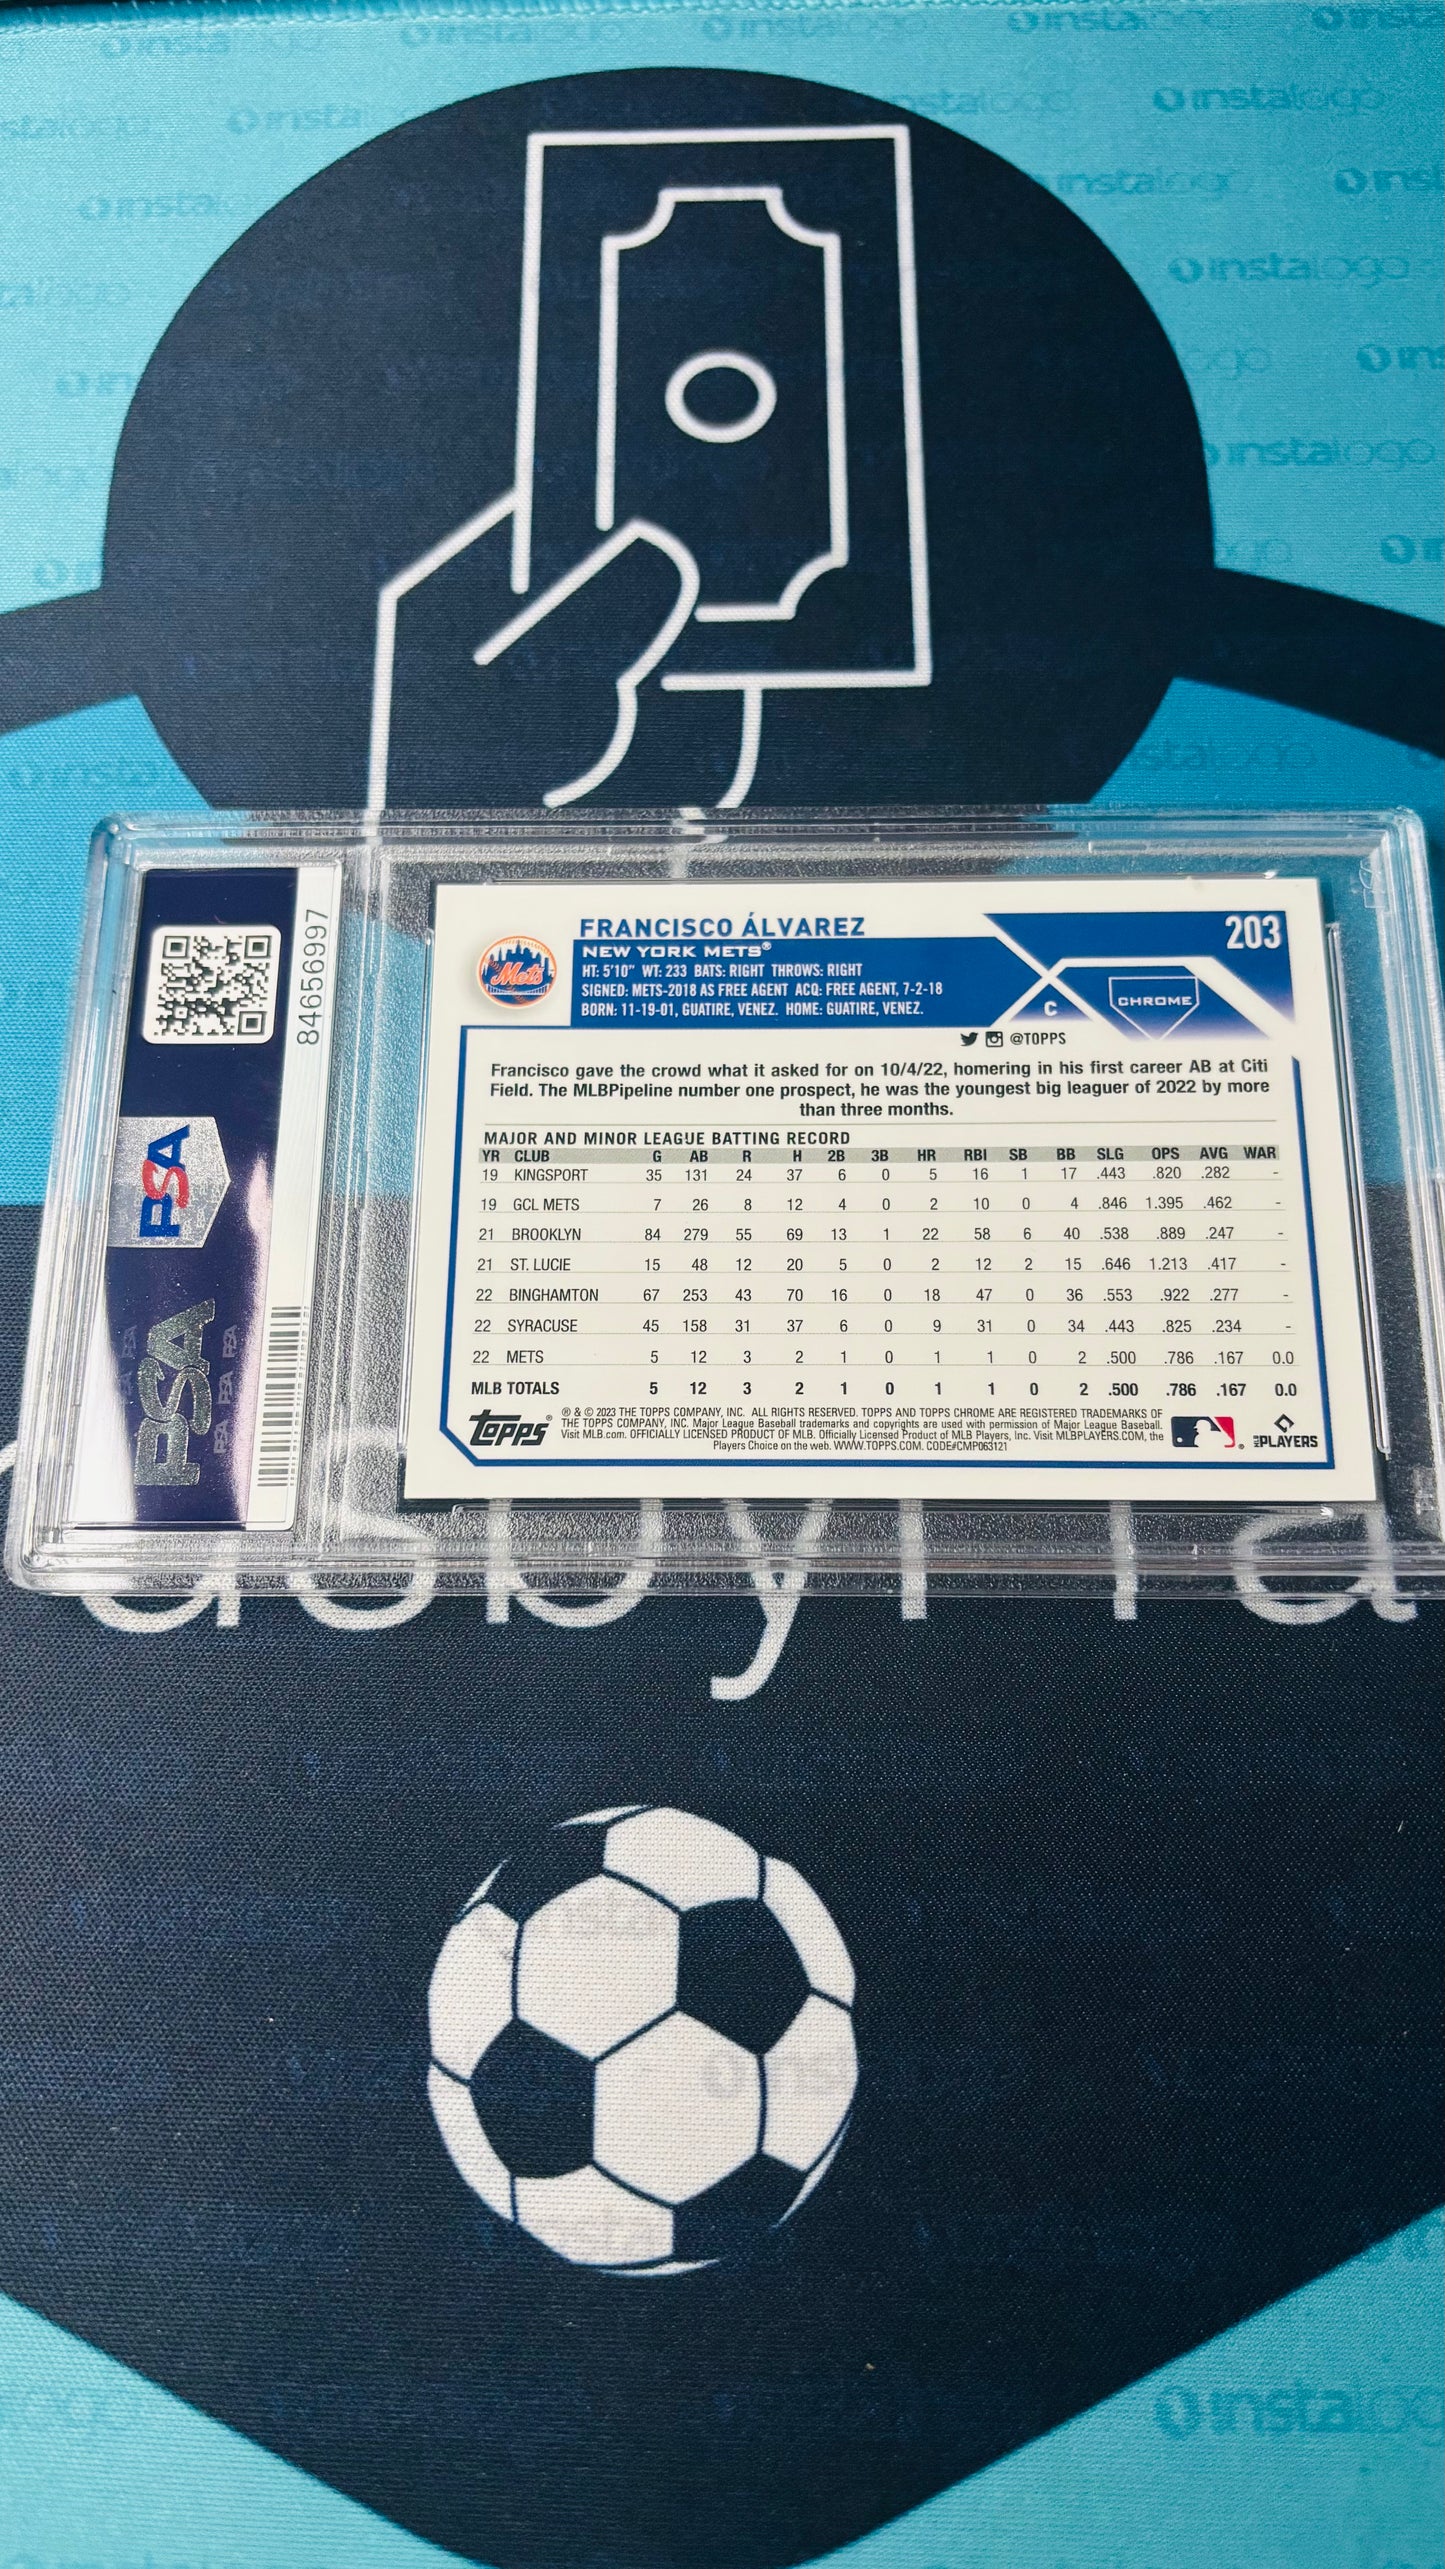 instalogo
instalogo
instalogo
instalogo
instalogo
84656997
PSA
PSA
FRANCISCO ÁLVAREZ
203
NEW YORK METS®
HT: 5'10" WT: 233 BATS: RIGHT THROWS: RIGHT
SIGNED: METS-2018 AS FREE AGENT ACQ: FREE AGENT, 7-2-18
BORN: 11-19-01, GUATIRE, VENEZ. HOME: GUATIRE, VENEZ.
Mets
C
CHROME
@TOPPS
Francisco gave the crowd what it asked for on 10/4/22, homering in his first career AB at Citi
Field. The MLBPipeline number one prospect, he was the youngest big leaguer of 2022 by more
than three months.
MAJOR AND MINOR LEAGUE BATTING RECORD
YR CLUB G AB R H 2B 3B HR RBI SB BB SLG OPS AVG WAR
19 KINGSPORT 35 131 24 37 6 0 5 16 1 17 .443 .820 .282 -
19 GCL METS 7 26 8 12 4 0 2 10 0 4 .846 1.395 .462 -
21 BROOKLYN 84 279 55 69 13 1 22 58 6 40 .538 .889 .247 -
21 ST. LUCIE 15 48 12 20 5 0 2 12 2 15 .646 1.213 .417 -
22 BINGHAMTON 67 253 43 70 16 0 18 47 0 36 .553 .922 .277 -
22 SYRACUSE 45 158 31 37 6 0 9 31 0 34 .443 .825 .234 -
22 METS 5 12 3 2 1 0 1 1 0 2 .500 .786 .167 0.0
MLB TOTALS 5 12 3 2 1 0 1 1 0 2 .500 .786 .167 0.0
Topps®
® & © 2023 THE TOPPS COMPANY, INC. ALL RIGHTS RESERVED. TOPPS AND TOPPS CHROME ARE REGISTERED TRADEMARKS OF
THE TOPPS COMPANY, INC. Major League Baseball trademarks and copyrights are used with permission of Major League Baseball.
Visit MLB.com. OFFICIALLY LICENSED PRODUCT OF MLB. Officially Licensed Product of MLB Players, Inc. Visit MLBPLAYERS.COM, the
Players Choice on the web. WWW.TOPPS.COM. CODE#CMP063121
MLB PLAYERS
instalogo